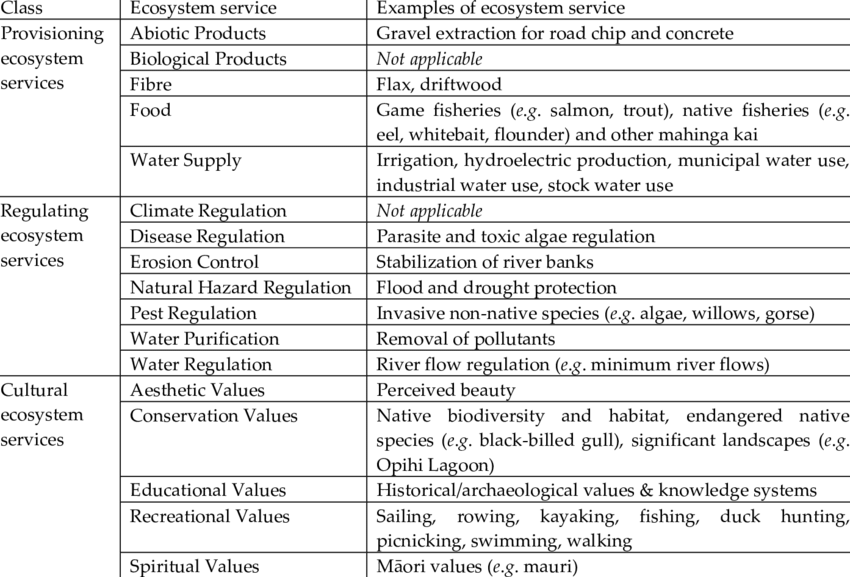 Class Ecosystem service Examples of ecosystem service
Provisioning Abiotic Products Gravel extraction for road chip and concrete
ecosystem Biological Products Not applicable
services Fibre Flax, driftwood
Food Game fisheries (e.g. salmon, trout), native fisheries (e.g.
eel, whitebait, flounder) and other mahinga kai
Water Supply Irrigation, hydroelectric production, municipal water use,
industrial water use, stock water use
Regulating Climate Regulation Not applicable
ecosystem Disease Regulation Parasite and toxic algae regulation
services Erosion Control Stabilization of river banks
Natural Hazard Regulation Flood and drought protection
Pest Regulation Invasive non-native species (e.g. algae, willows, gorse)
Water Purification Removal of pollutants
Water Regulation River flow regulation (e.g. minimum river flows)
Cultural Aesthetic Values Perceived beauty
ecosystem Conservation Values Native biodiversity and habitat, endangered native
services species (e.g. black-billed gull), significant landscapes (e.g.
Opihi Lagoon)
Educational Values Historical/archaeological values & knowledge systems
Recreational Values Sailing, rowing, kayaking, fishing, duck hunting,
picnicking, swimming, walking
Spiritual Values Māori values (e.g. mauri)